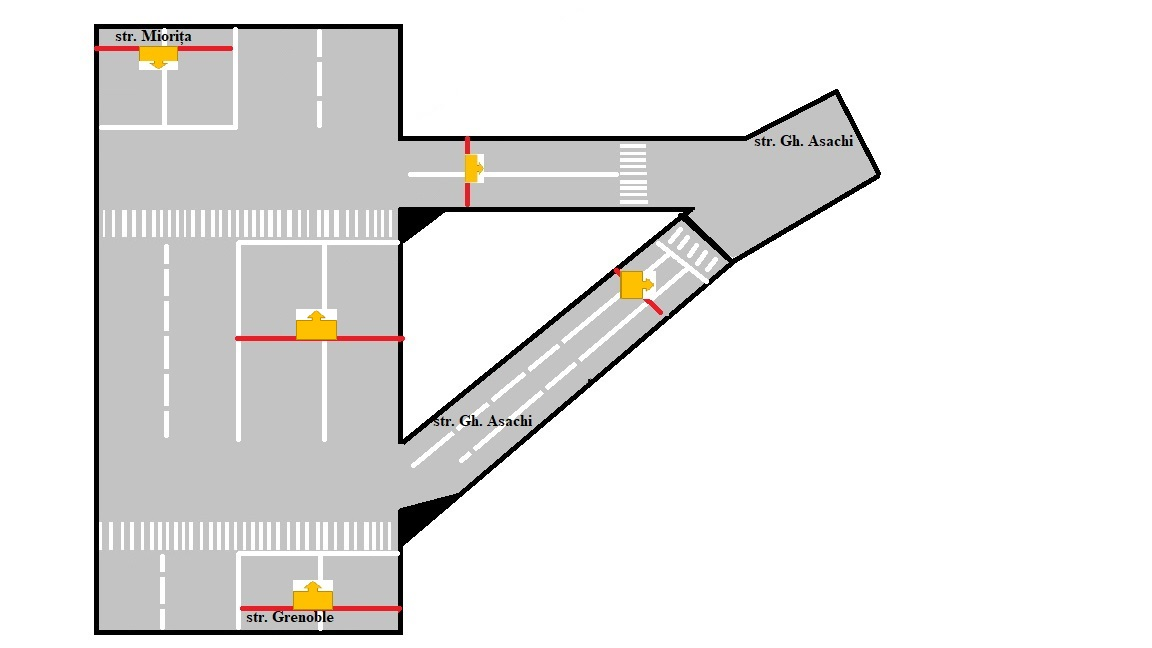 str. Miorița
str. Gh. Asachi
str. Gh. Asachi
str. Grenoble